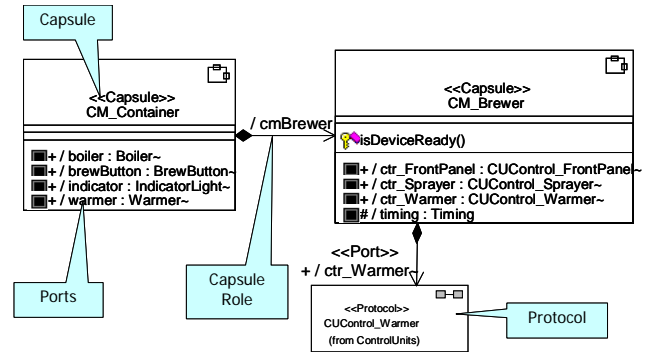 Capsule
<<Capsule>>
CM_Container
+ / boiler : Boiler~
+ / brewButton : BrewButton~
+ / indicator : IndicatorLight~
+ / warmer : Warmer~
/ cmBrewer
<<Capsule>>
CM_Brewer
isDeviceReady()
+ / ctr_FrontPanel : CUControl_FrontPanel~
+ / ctr_Sprayer : CUControl_Sprayer~
+ / ctr_Warmer : CUControl_Warmer~
# / timing : Timing
<<Port>>
+ / ctr_Warmer~
Ports
Capsule
Role
<<Protocol>>
CUControl_Warmer
(from ControlUnits)
Protocol